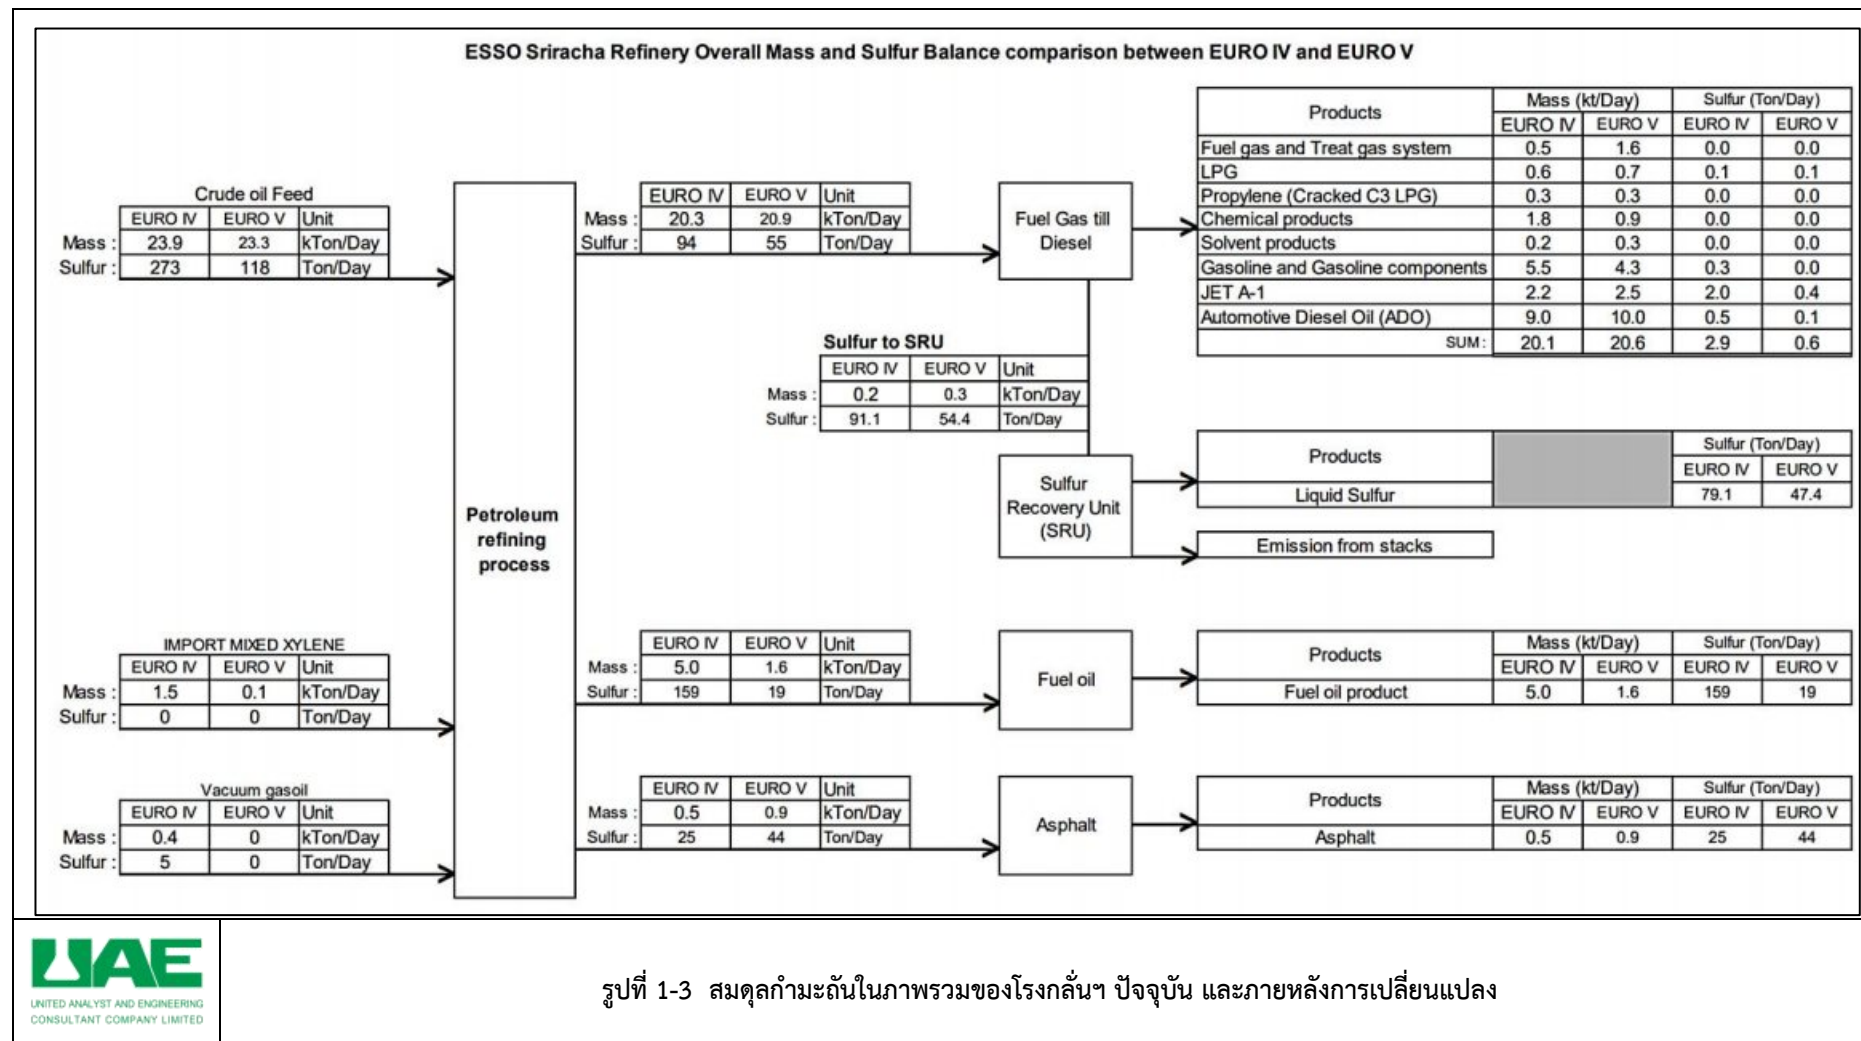 ESSO Sriracha Refinery Overall Mass and Sulfur Balance comparison between EURO IV and EURO V
Crude oil Feed
EURO IV EURO V Unit
Mass : 23.9 23.3 kTon/Day
Sulfur : 273 118 Ton/Day
IMPORT MIXED XYLENE
EURO IV EURO V Unit
Mass : 1.5 0.1 kTon/Day
Sulfur : 0 0 Ton/Day
Vacuum gasoil
EURO IV EURO V Unit
Mass : 0.4 0 kTon/Day
Sulfur : 5 0 Ton/Day
Petroleum
refining
process
EURO IV EURO V Unit
Mass : 20.3 20.9 kTon/Day
Sulfur : 94 55 Ton/Day
Fuel Gas till
Diesel
Products Mass (kt/Day) Sulfur (Ton/Day)
EURO IV EURO V EURO IV EURO V
Fuel gas and Treat gas system 0.5 1.6 0.0 0.0
LPG 0.6 0.7 0.1 0.1
Propylene (Cracked C3 LPG) 0.3 0.3 0.0 0.0
Chemical products 1.8 0.9 0.0 0.0
Solvent products 0.2 0.3 0.0 0.0
Gasoline and Gasoline components 5.5 4.3 0.3 0.0
JET A-1 2.2 2.5 2.0 0.4
Automotive Diesel Oil (ADO) 9.0 10.0 0.5 0.1
SUM : 20.1 20.6 2.9 0.6
Sulfur to SRU
EURO IV EURO V Unit
Mass : 0.2 0.3 kTon/Day
Sulfur : 91.1 54.4 Ton/Day
Sulfur
Recovery Unit
(SRU)
Products Sulfur (Ton/Day)
EURO IV EURO V
Liquid Sulfur 79.1 47.4
Emission from stacks
EURO IV EURO V Unit
Mass : 5.0 1.6 kTon/Day
Sulfur : 159 19 Ton/Day
Fuel oil
Products Mass (kt/Day) Sulfur (Ton/Day)
EURO IV EURO V EURO IV EURO V
Fuel oil product 5.0 1.6 159 19
EURO IV EURO V Unit
Mass : 0.5 0.9 kTon/Day
Sulfur : 25 44 Ton/Day
Asphalt
Products Mass (kt/Day) Sulfur (Ton/Day)
EURO IV EURO V EURO IV EURO V
Asphalt 0.5 0.9 25 44
UAE
UNITED ANALYST AND ENGINEERING
CONSULTANT COMPANY LIMITED
รูปที่ 1-3 สมดุลกำมะถันในภาพรวมของโรงกลั่นฯ ปัจจุบัน และภายหลังการเปลี่ยนแปลง